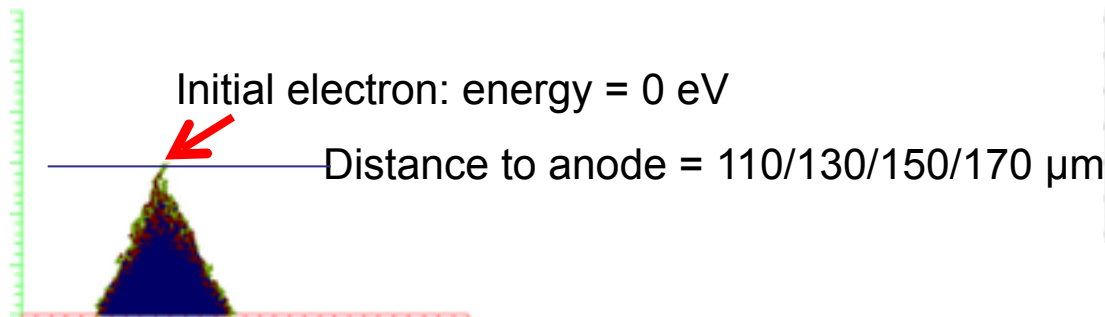 Initial electron: energy = 0 eV
Distance to anode = 110/130/150/170 μm